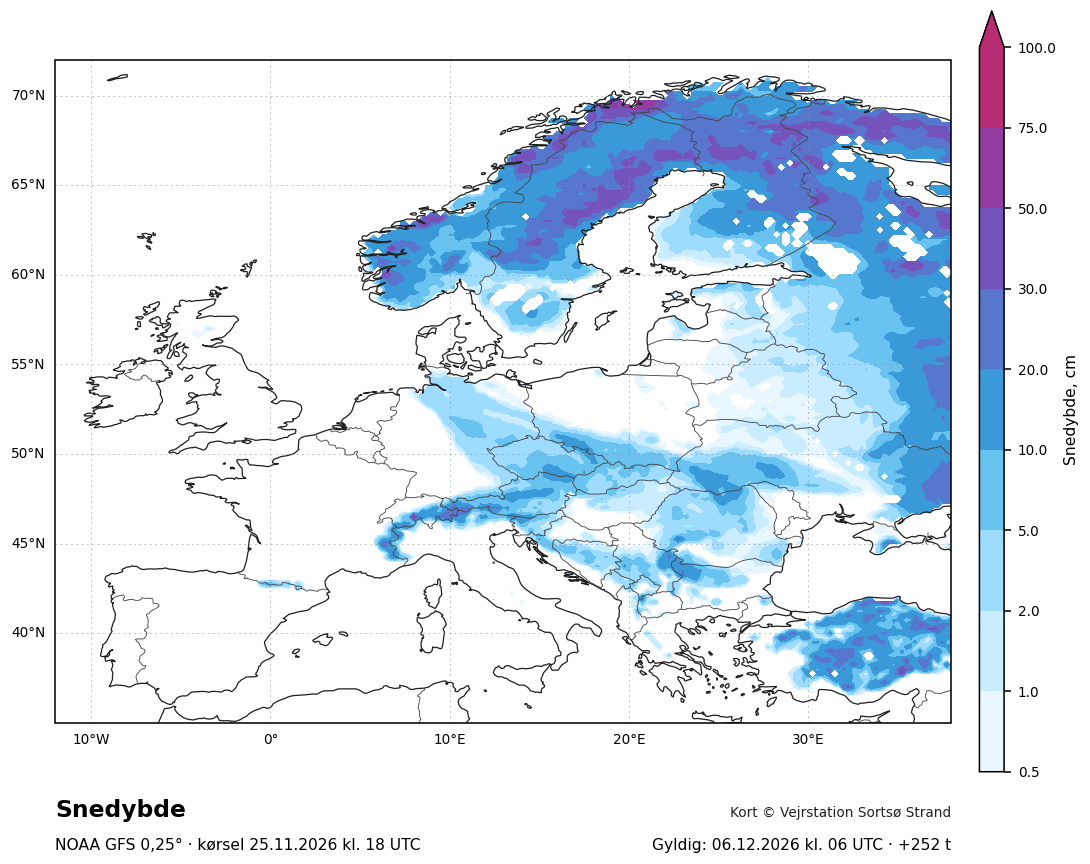 100.0
75.0
50.0
30.0
20.0
10.0
5.0
2.0
1.0
0.5
Snedybde, cm
70°N
65°N
60°N
55°N
50°N
45°N
40°N
10°W
0°
10°E
20°E
30°E
Snedybde
Kort © Vejrstation Sortsø Strand
NOAA GFS 0,25° · kørsel 25.11.2026 kl. 18 UTC
Gyldig: 06.12.2026 kl. 06 UTC · +252 t